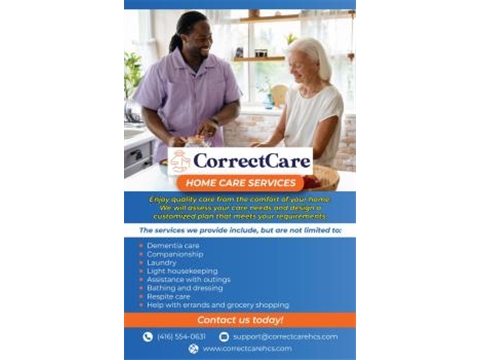 CorrectCare
HOME CARE SERVICES
Enjoy quality care from the comfort of your home.
We will assess your care needs and design a
customized plan that meets your requirements.
The services we provide include, but are not limited to:
Dementia care
Companionship
Laundry
Light housekeeping
Assistance with outings
Bathing and dressing
Respite care
Help with errands and grocery shopping
Contact us today!
(416) 554-0631 support@correctcarehcs.com
www.correctcarehcs.com